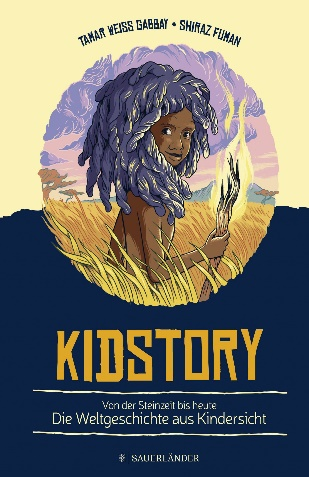 TAMAR WEISS GABBAY • SHIRAZ FUMAN
KIDSTORY
Von der Steinzeit bis heute
Die Weltgeschichte aus Kindersicht
SAUERLÄNDER